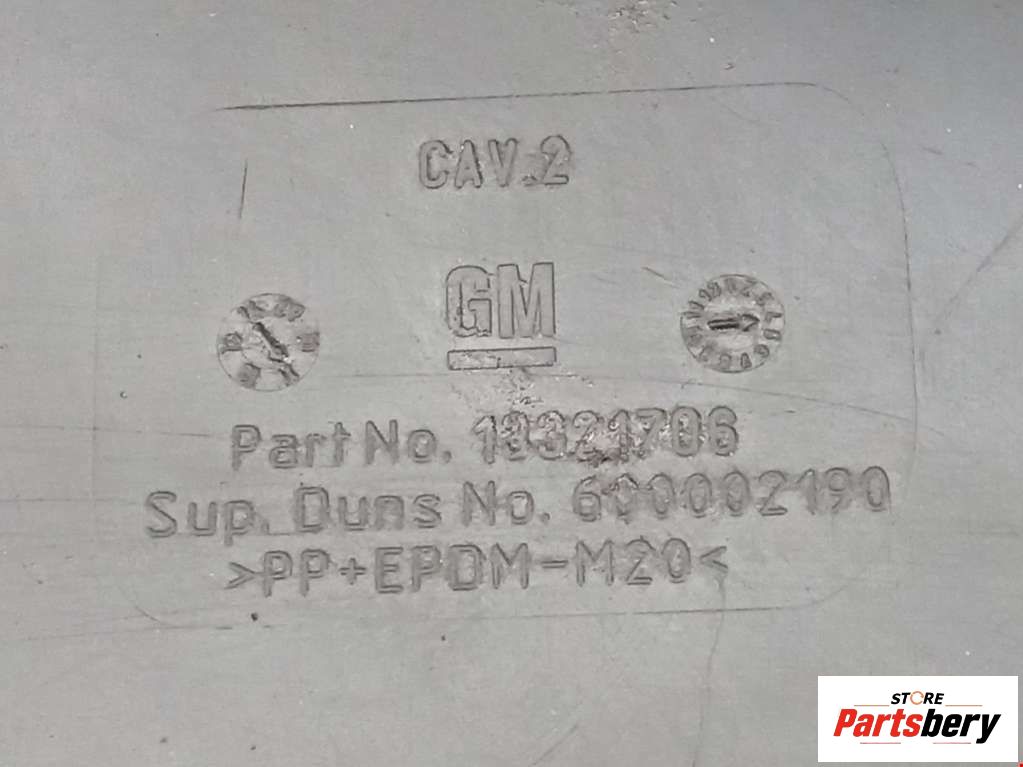 CAV.2
GM
Part No. 13321706
Sup. Duns No. 600002190
>PP+EPDM-M20<
STORE
Partsbery